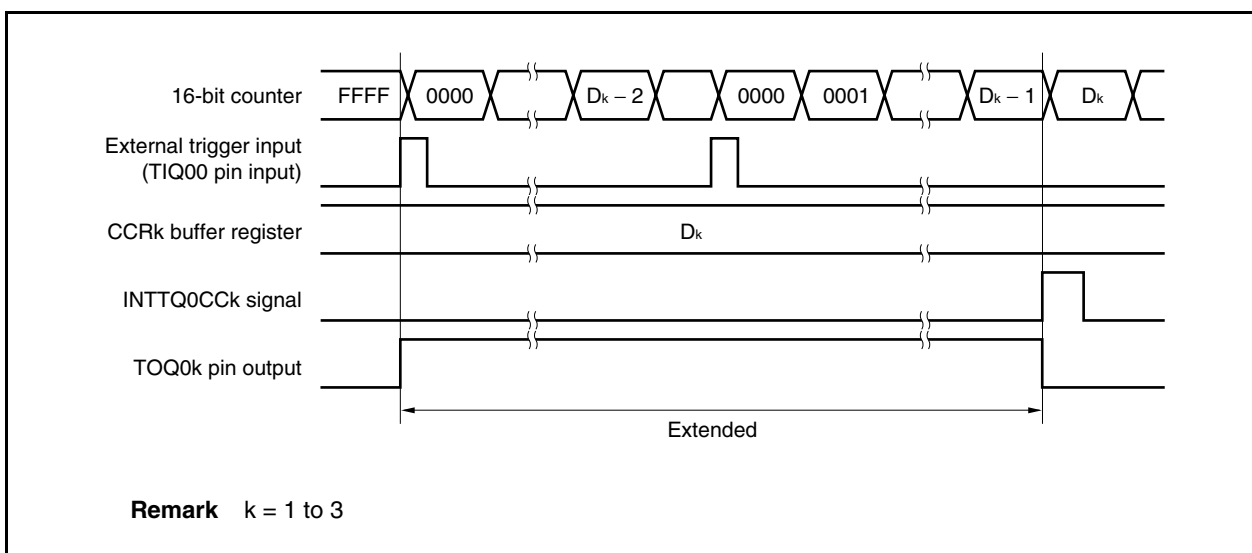 16-bit counter FFFF 0000 Dk − 2 0000 0001 Dk − 1 Dk
External trigger input
(TIQ00 pin input)
CCRk buffer register Dk
INTTQ0CCk signal
TOQ0k pin output
Extended
Remark k = 1 to 3